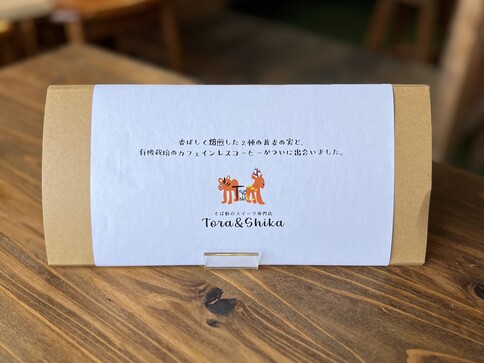 香ばしく焙煎した2種の蕎麦の実と、
有機栽培のカフェインレスコーヒーがついに出会いました。
そば粉のスイーツ専門店
Tora&Shika